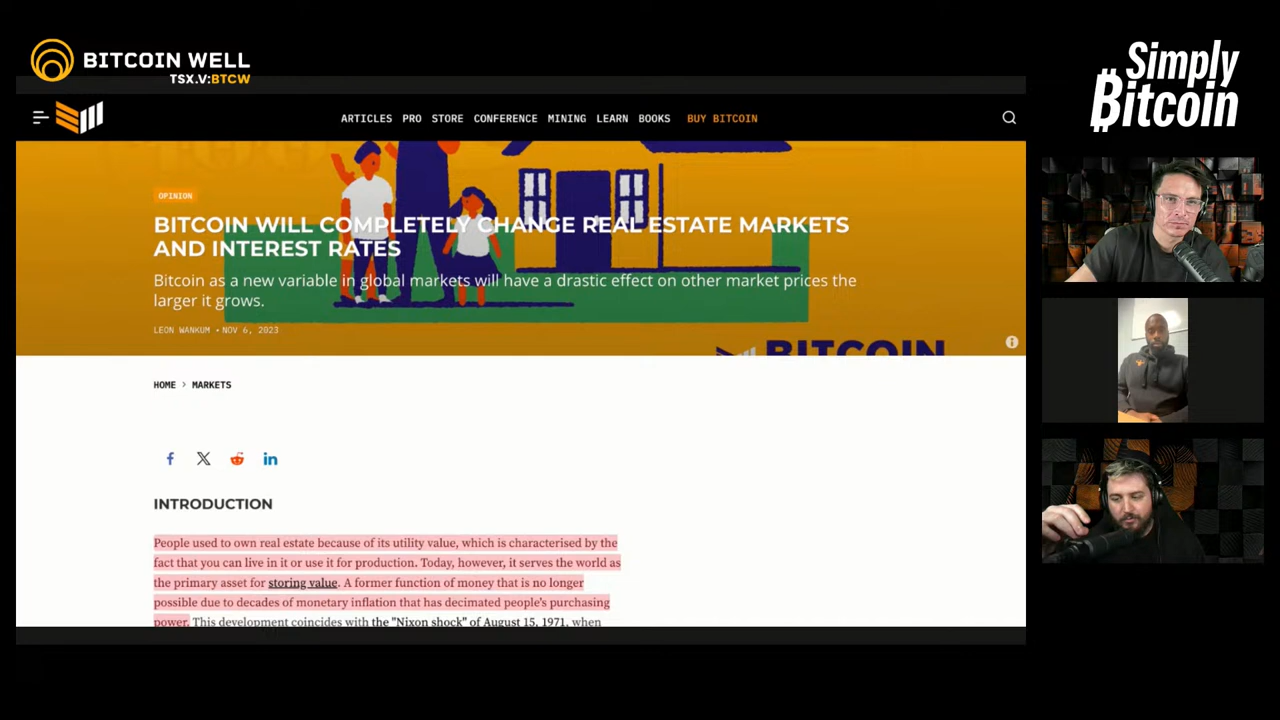 BITCOIN WELL
TSX.V:BTCW
Simply
Bitcoin
ARTICLES PRO STORE CONFERENCE MINING LEARN BOOKS BUY BITCOIN
OPINION
BITCOIN WILL COMPLETELY CHANGE REAL ESTATE MARKETS
AND INTEREST RATES
Bitcoin as a new variable in global markets will have a drastic effect on other market prices the
larger it grows.
LEON WANKUM • NOV 6, 2023
BITCOIN
HOME > MARKETS
INTRODUCTION
People used to own real estate because of its utility value, which is characterised by the
fact that you can live in it or use it for production. Today, however, it serves the world as
the primary asset for storing value. A former function of money that is no longer
possible due to decades of monetary inflation that has decimated people's purchasing
power. This development coincides with the "Nixon shock" of August 15, 1971, when